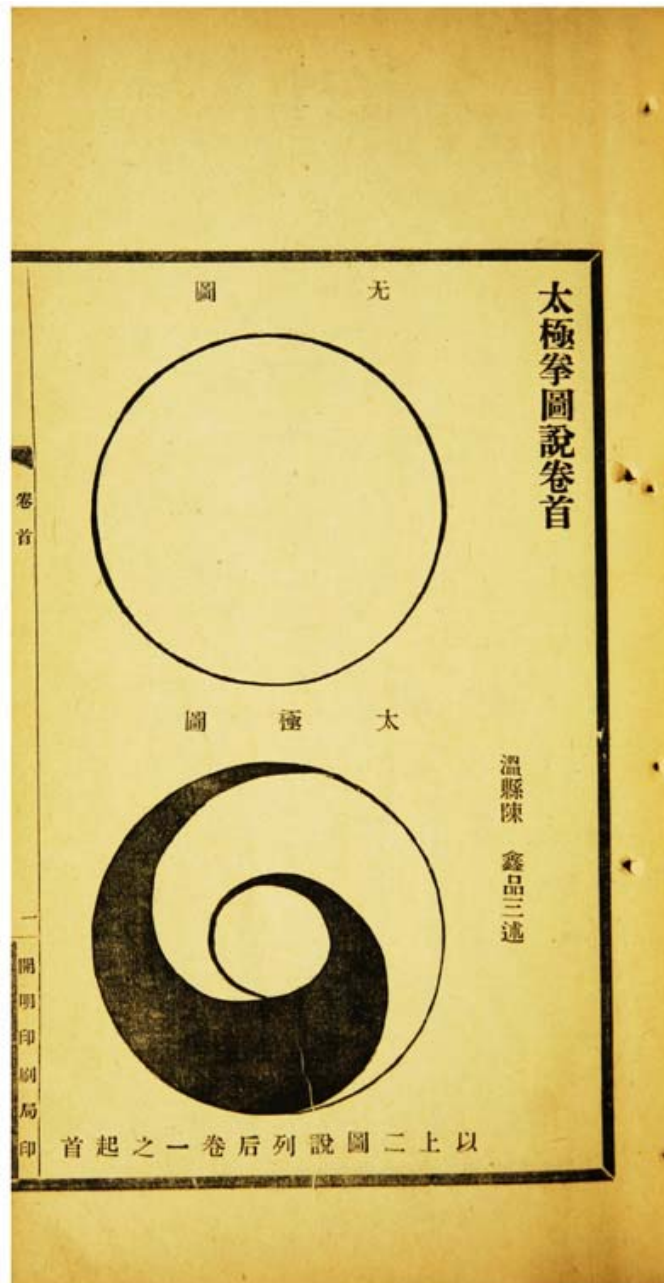 太極拳圖說卷首
溫縣陳 鑫品三述
无 圖
太極圖
以上二圖說列后卷一之起首
卷首
一
開明印刷局印